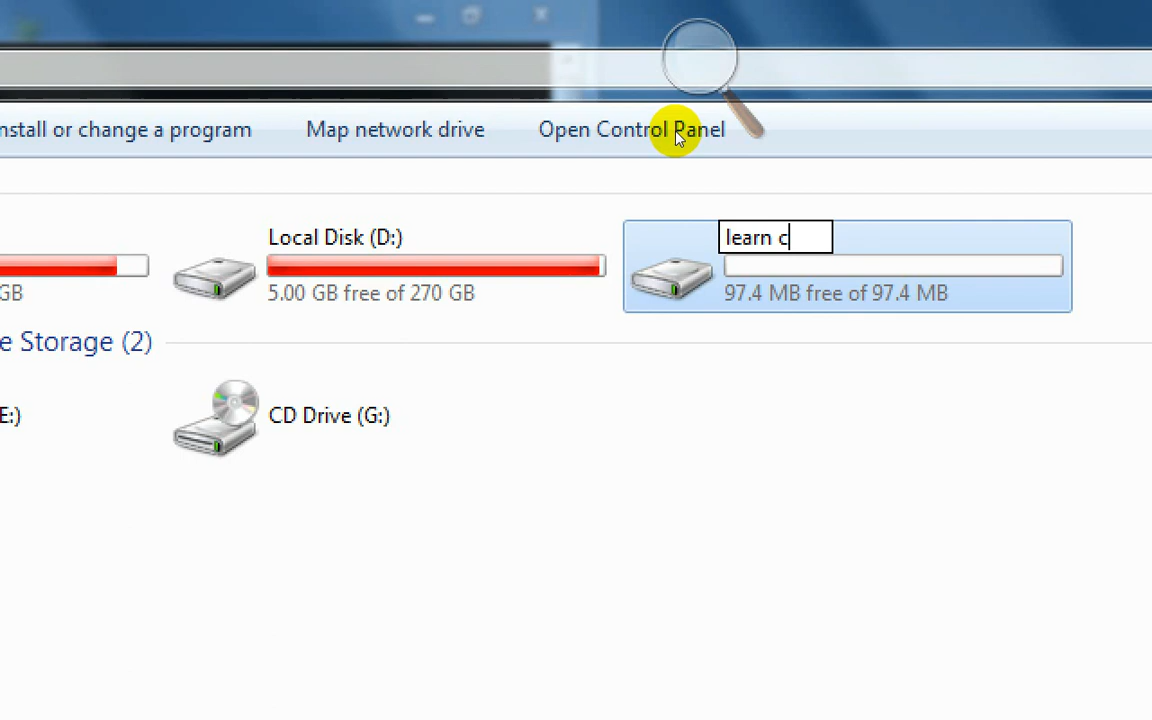 nstall or change a program Map network drive Open Control Panel
Local Disk (D:) learn c
GB 5.00 GB free of 270 GB 97.4 MB free of 97.4 MB
e Storage (2)
E:) CD Drive (G:)